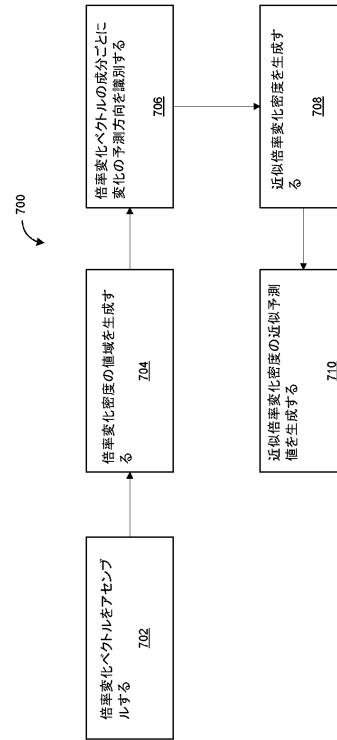 700
倍率変化ベクトルをアセンブ
ルする
702
倍率変化密度の値域を生成す
る
704
倍率変化ベクトルの成分ごとに
変化の予測方向を識別する
706
近似倍率変化密度を生成す
る
708
近似倍率変化密度の近似予測
値を生成する
710